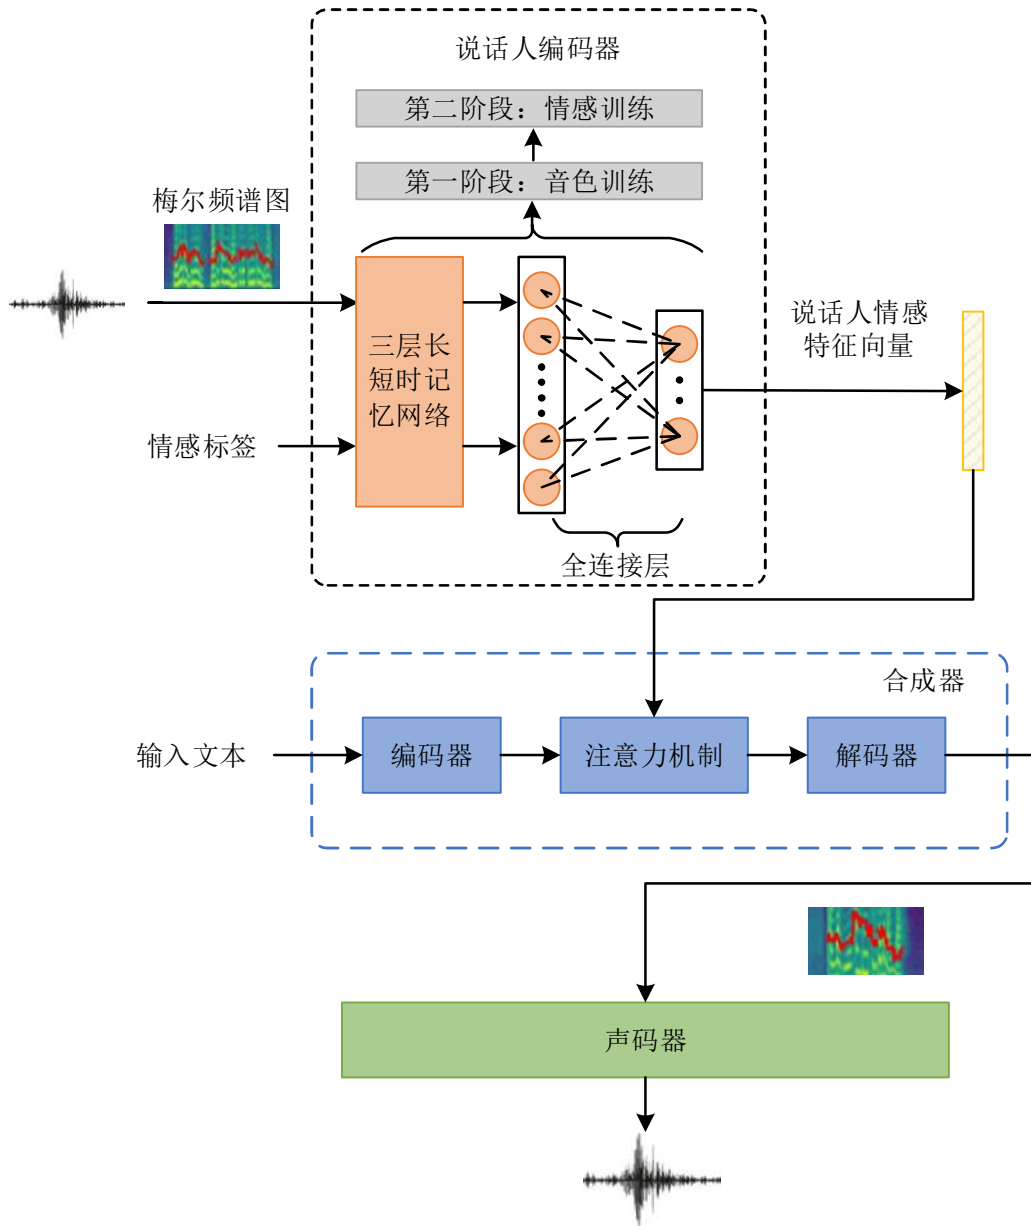 说话人编码器
第二阶段：情感训练
第一阶段：音色训练
梅尔频谱图
三层长
短时记
忆网络
情感标签
全连接层
说话人情感
特征向量
合成器
输入文本
编码器
注意力机制
解码器
声码器